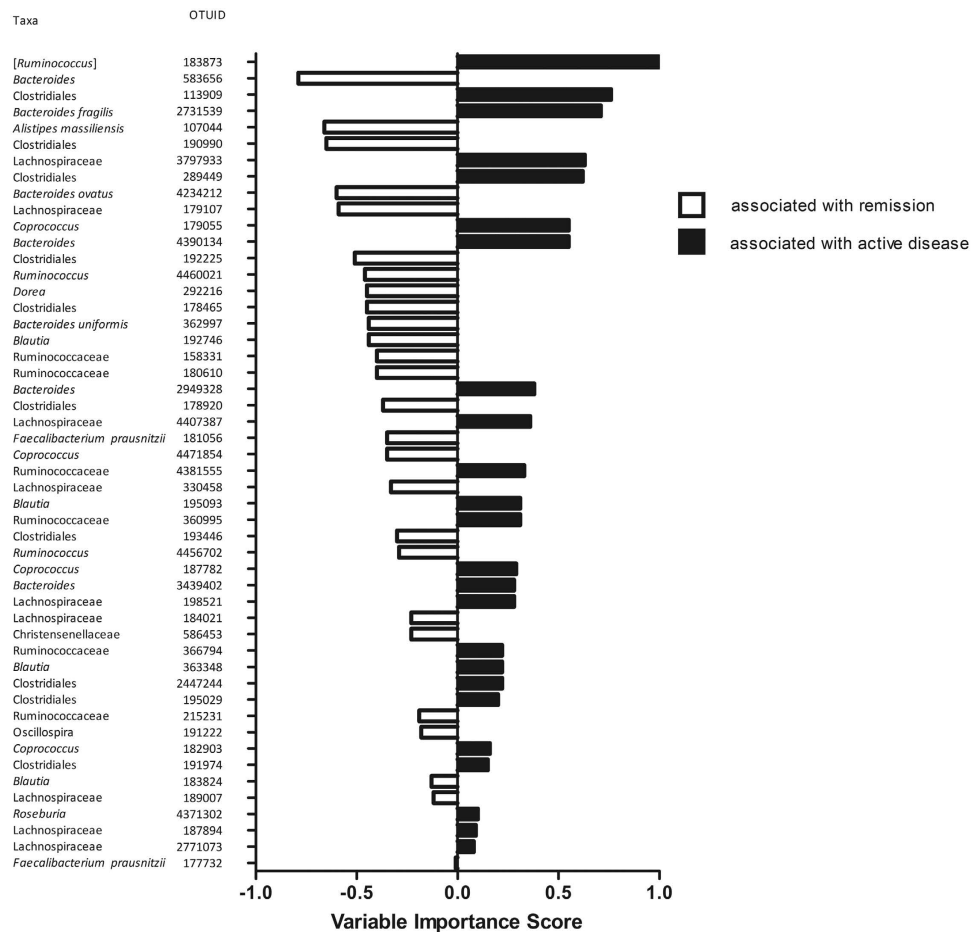 Taxa OTUID
[Ruminococcus] 183873
Bacteroides 583656
Clostridiales 113909
Bacteroides fragilis 2731539
Alistipes massiliensis 107044
Clostridiales 190990
Lachnospiraceae 3797933
Clostridiales 289449
Bacteroides ovatus 4234212
Lachnospiraceae 179107
Coprococcus 179055
Bacteroides 4390134
Clostridiales 192225
Ruminococcus 4460021
Dorea 292216
Clostridiales 178465
Bacteroides uniformis 362997
Blautia 192746
Ruminococcaceae 158331
Ruminococcaceae 180610
Bacteroides 2949328
Clostridiales 178920
Lachnospiraceae 4407387
Faecalibacterium prausnitzii 181056
Coprococcus 4471854
Ruminococcaceae 4381555
Lachnospiraceae 330458
Blautia 195093
Ruminococcaceae 360995
Clostridiales 193446
Ruminococcus 4456702
Coprococcus 187782
Bacteroides 3439402
Lachnospiraceae 198521
Lachnospiraceae 184021
Christensenellaceae 586453
Ruminococcaceae 366794
Blautia 363348
Clostridiales 2447244
Clostridiales 195029
Ruminococcaceae 215231
Oscillospira 191222
Coprococcus 182903
Clostridiales 191974
Blautia 183824
Lachnospiraceae 189007
Roseburia 4371302
Lachnospiraceae 187894
Lachnospiraceae 2771073
Faecalibacterium prausnitzii 177732
-1.0 -0.5 0.0 0.5 1.0
Variable Importance Score
associated with remission
associated with active disease